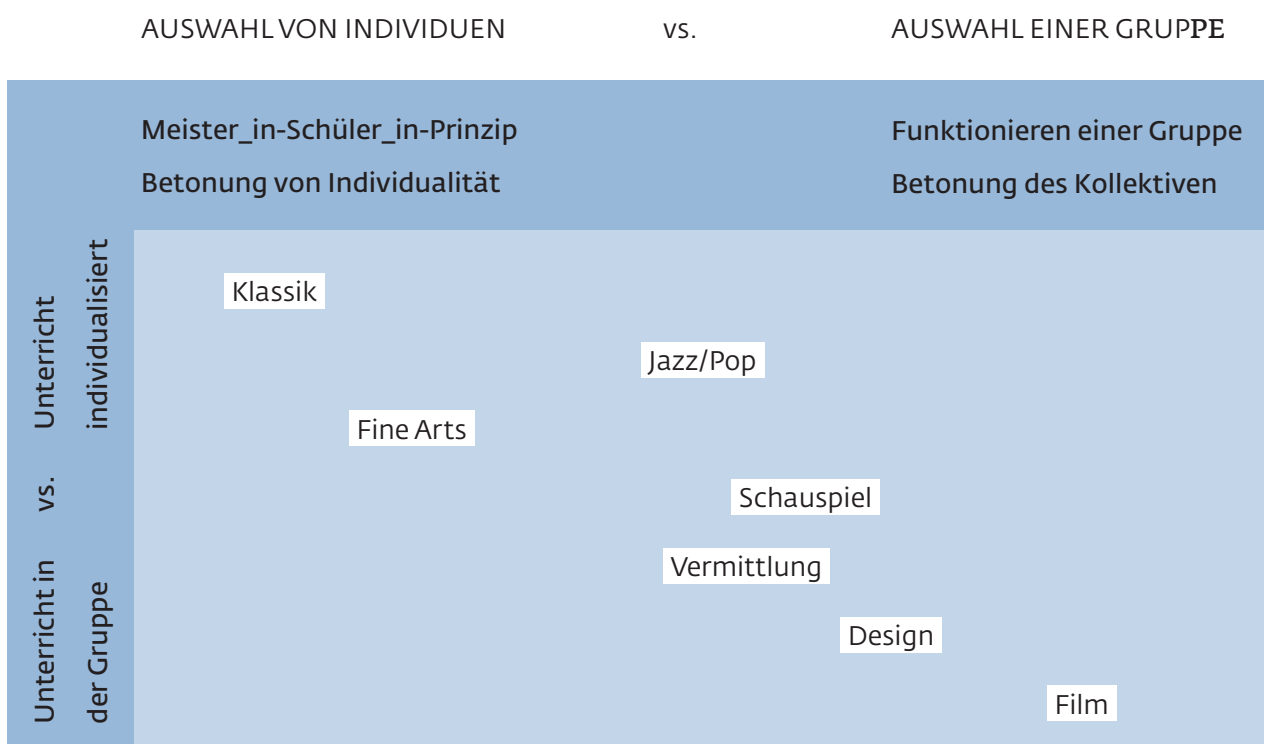 AUSWAHL VON INDIVIDUEN vs. AUSWAHL EINER GRUPPE
Meister_in-Schüler_in-Prinzip Funktionieren einer Gruppe
Betonung von Individualität Betonung des Kollektiven
Unterricht
individualisiert
vs.
Unterricht in
der Gruppe
Klassik
Jazz/Pop
Fine Arts
Schauspiel
Vermittlung
Design
Film